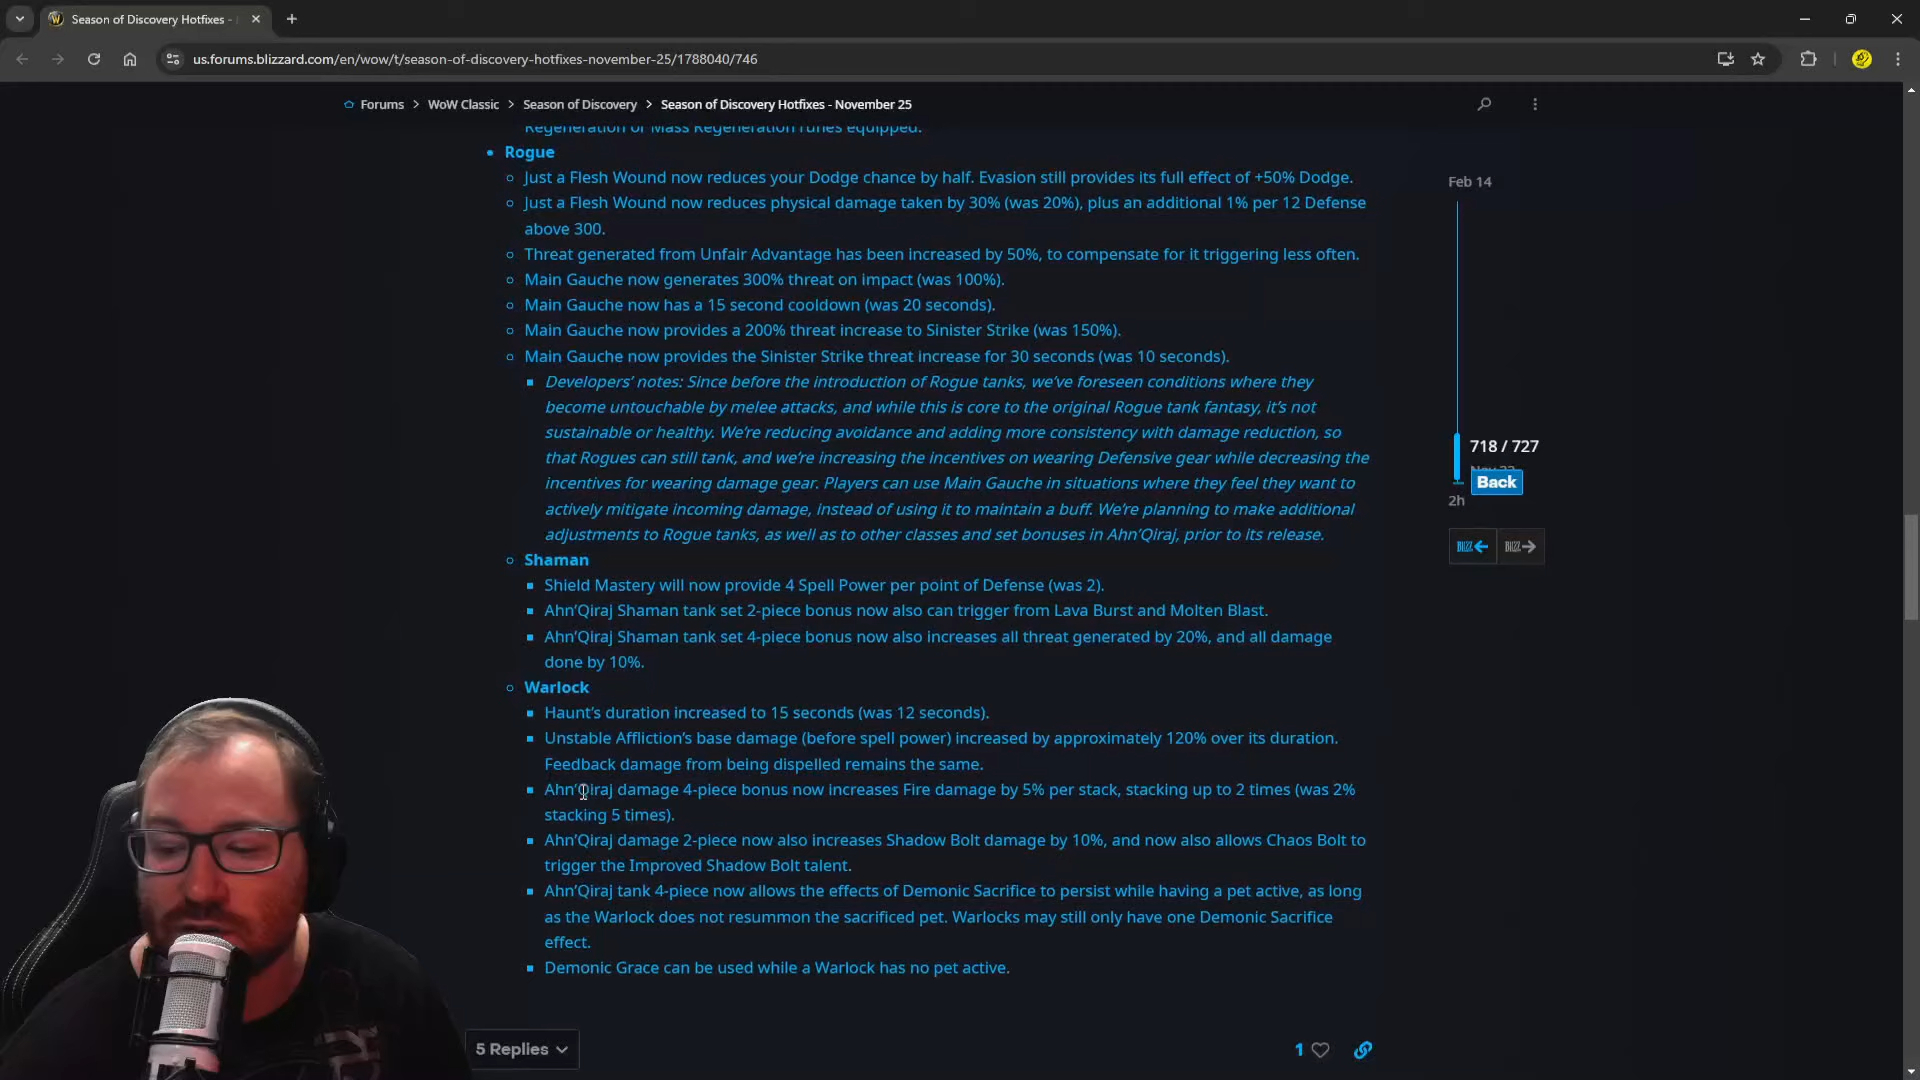 Season of Discovery Hotfixes -
us.forums.blizzard.com/en/wow/t/season-of-discovery-hotfixes-november-25/1788040/746
Forums > WoW Classic > Season of Discovery > Season of Discovery Hotfixes - November 25
Regeneration or Mass Regeneration runes equipped.
• Rogue
Just a Flesh Wound now reduces your Dodge chance by half. Evasion still provides its full effect of +50% Dodge.
Just a Flesh Wound now reduces physical damage taken by 30% (was 20%), plus an additional 1% per 12 Defense
above 300.
Threat generated from Unfair Advantage has been increased by 50%, to compensate for it triggering less often.
Main Gauche now generates 300% threat on impact (was 100%).
Main Gauche now has a 15 second cooldown (was 20 seconds).
Main Gauche now provides a 200% threat increase to Sinister Strike (was 150%).
Main Gauche now provides the Sinister Strike threat increase for 30 seconds (was 10 seconds).
Developers’ notes: Since before the introduction of Rogue tanks, we’ve foreseen conditions where they
become untouchable by melee attacks, and while this is core to the original Rogue tank fantasy, it’s not
sustainable or healthy. We’re reducing avoidance and adding more consistency with damage reduction, so
that Rogues can still tank, and we’re increasing the incentives on wearing Defensive gear while decreasing the
incentives for wearing damage gear. Players can use Main Gauche in situations where they feel they want to
actively mitigate incoming damage, instead of using it to maintain a buff. We’re planning to make additional
adjustments to Rogue tanks, as well as to other classes and set bonuses in Ahn’Qiraj, prior to its release.
Shaman
Shield Mastery will now provide 4 Spell Power per point of Defense (was 2).
Ahn’Qiraj Shaman tank set 2-piece bonus now also can trigger from Lava Burst and Molten Blast.
Ahn’Qiraj Shaman tank set 4-piece bonus now also increases all threat generated by 20%, and all damage
done by 10%.
Warlock
Haunt’s duration increased to 15 seconds (was 12 seconds).
Unstable Affliction’s base damage (before spell power) increased by approximately 120% over its duration.
Feedback damage from being dispelled remains the same.
Ahn’Qiraj damage 4-piece bonus now increases Fire damage by 5% per stack, stacking up to 2 times (was 2%
stacking 5 times).
Ahn’Qiraj damage 2-piece now also increases Shadow Bolt damage by 10%, and now also allows Chaos Bolt to
trigger the Improved Shadow Bolt talent.
Ahn’Qiraj tank 4-piece now allows the effects of Demonic Sacrifice to persist while having a pet active, as long
as the Warlock does not resummon the sacrificed pet. Warlocks may still only have one Demonic Sacrifice
effect.
Demonic Grace can be used while a Warlock has no pet active.
5 Replies
1
Feb 14
718 / 727
Back
2h
BLIZZ
BLIZZ